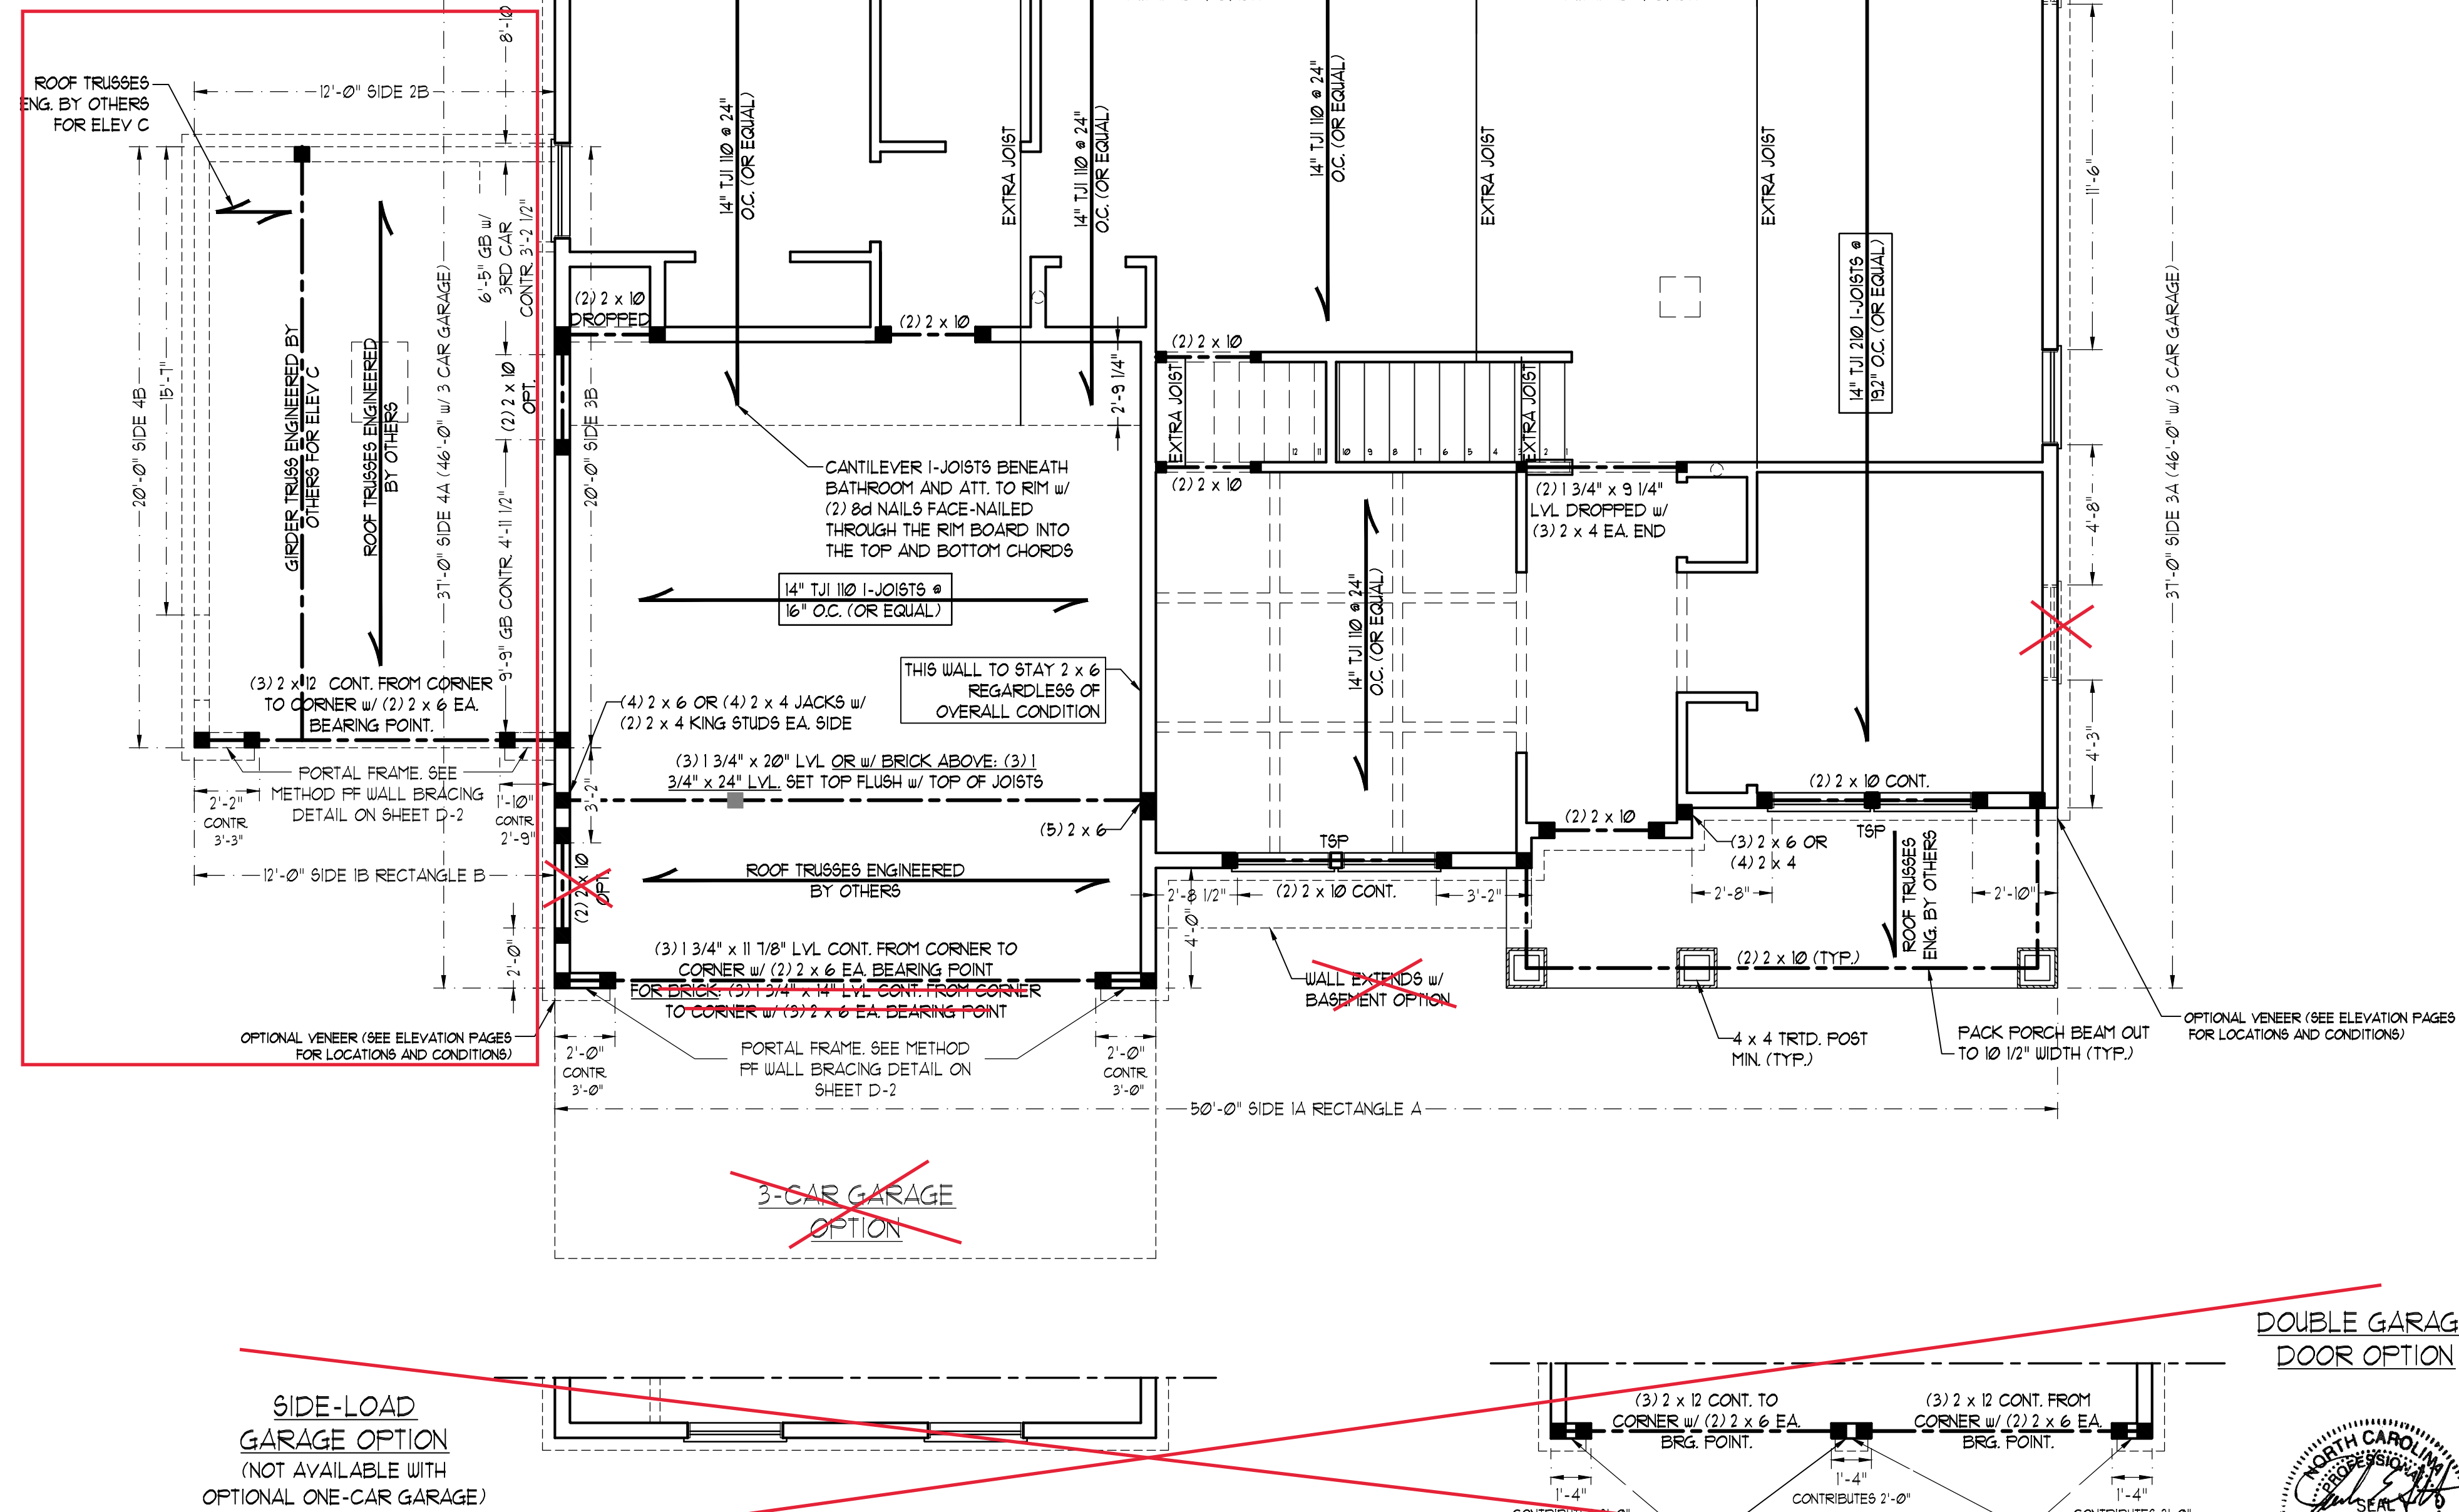 8'-10"
ROOF TRUSSES
ENG. BY OTHERS
FOR ELEV C
12'-0" SIDE 2B
20'-0" SIDE 4B
15'-7"
GIRDER TRUSS ENGINEERED BY
OTHERS FOR ELEV C
ROOF TRUSSES ENGINEERED
BY OTHERS
37'-0" SIDE 4A (46'-0" w/ 3 CAR GARAGE)
6'-5" GB w/
3RD CAR
CONTR. 3'-2 1/2"
(2) 2 x 10
OPT.
9'-9" GB CONTR. 4'-11 1/2"
20'-0" SIDE 3B
(3) 2 x 12 CONT. FROM CORNER
TO CORNER w/ (2) 2 x 6 EA.
BEARING POINT.
PORTAL FRAME. SEE
METHOD PF WALL BRACING
DETAIL ON SHEET D-2
2'-2"
CONTR.
3'-3"
1'-10"
CONTR.
2'-9"
3'-2"
12'-0" SIDE 1B RECTANGLE B
(2) 2 x 10
OPT.
2'-0"
OPTIONAL VENEER (SEE ELEVATION PAGES
FOR LOCATIONS AND CONDITIONS)
14" TJI 110 @ 24"
O.C. (OR EQUAL)
EXTRA JOIST
14" TJI 110 @ 24"
O.C. (OR EQUAL)
14" TJI 110 @ 24"
O.C. (OR EQUAL)
EXTRA JOIST
EXTRA JOIST
14" TJI 210 I-JOISTS @
19.2" O.C. (OR EQUAL)
(2) 2 x 10
DROPPED
(2) 2 x 10
2'-9 1/4"
(2) 2 x 10
EXTRA JOIST
(2) 2 x 10
EXTRA JOIST
12 11 10 9 8 7 6 5 4 3 2 1
CANTILEVER I-JOISTS BENEATH
BATHROOM AND ATT. TO RIM w/
(2) 8d NAILS FACE-NAILED
THROUGH THE RIM BOARD INTO
THE TOP AND BOTTOM CHORDS
(2) 1 3/4" x 9 1/4"
LVL DROPPED w/
(3) 2 x 4 EA. END
14" TJI 110 I-JOISTS @
16" O.C. (OR EQUAL)
14" TJI 110 @ 24"
O.C. (OR EQUAL)
THIS WALL TO STAY 2 x 6
REGARDLESS OF
OVERALL CONDITION
(4) 2 x 6 OR (4) 2 x 4 JACKS w/
(2) 2 x 4 KING STUDS EA. SIDE
(3) 1 3/4" x 20" LVL OR w/ BRICK ABOVE: (3) 1
3/4" x 24" LVL. SET TOP FLUSH w/ TOP OF JOISTS
(5) 2 x 6
ROOF TRUSSES ENGINEERED
BY OTHERS
(3) 1 3/4" x 11 7/8" LVL CONT. FROM CORNER TO
CORNER w/ (2) 2 x 6 EA. BEARING POINT
FOR BRICK: (3) 1 3/4" x 14" LVL CONT. FROM CORNER
TO CORNER w/ (3) 2 x 6 EA. BEARING POINT
2'-0"
CONTR.
3'-0"
PORTAL FRAME. SEE METHOD
PF WALL BRACING DETAIL ON
SHEET D-2
2'-0"
CONTR.
3'-0"
TSP
2'-8 1/2"
(2) 2 x 10 CONT.
3'-2"
4'-0"
WALL EXTENDS w/
BASEMENT OPTION
(2) 2 x 10
(2) 2 x 10 CONT.
TSP
(3) 2 x 6 OR
(4) 2 x 4
2'-8"
ROOF TRUSSES
ENG. BY OTHERS
2'-10"
(2) 2 x 10 (TYP.)
4 x 4 TRTD. POST
MIN. (TYP.)
PACK PORCH BEAM OUT
TO 10 1/2" WIDTH (TYP.)
OPTIONAL VENEER (SEE ELEVATION PAGES
FOR LOCATIONS AND CONDITIONS)
11'-6"
4'-8"
4'-3"
37'-0" SIDE 3A (46'-0" w/ 3 CAR GARAGE)
50'-0" SIDE 1A RECTANGLE A
3-CAR GARAGE
OPTION
SIDE-LOAD
GARAGE OPTION
(NOT AVAILABLE WITH
OPTIONAL ONE-CAR GARAGE)
DOUBLE GARAG
DOOR OPTION
(3) 2 x 12 CONT. TO
CORNER w/ (2) 2 x 6 EA.
BRG. POINT.
(3) 2 x 12 CONT. FROM
CORNER w/ (2) 2 x 6 EA.
BRG. POINT.
1'-4"
1'-4"
CONTRIBUTES 2'-0"
1'-4"
NORTH CAROLINA
SEAL